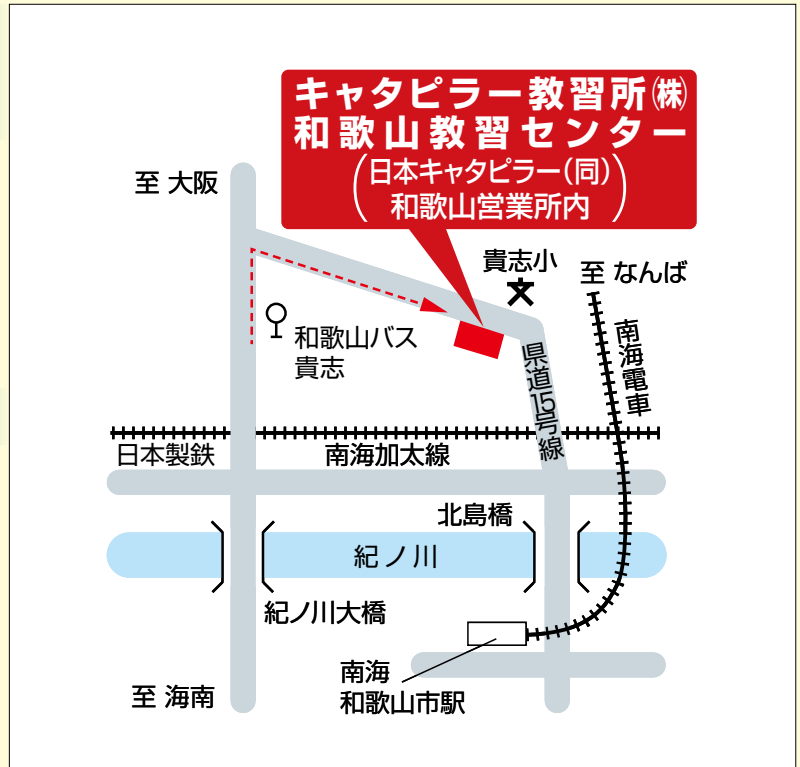 キャタピラー教習所㈱
和歌山教習センター
(日本キャタピラー(同)
和歌山営業所内)
至 大阪
貴志小
至 なんば
南海電車
和歌山バス
貴志
県道15号線
日本製鉄
南海加太線
北島橋
紀ノ川
紀ノ川大橋
南海
和歌山市駅
至 海南